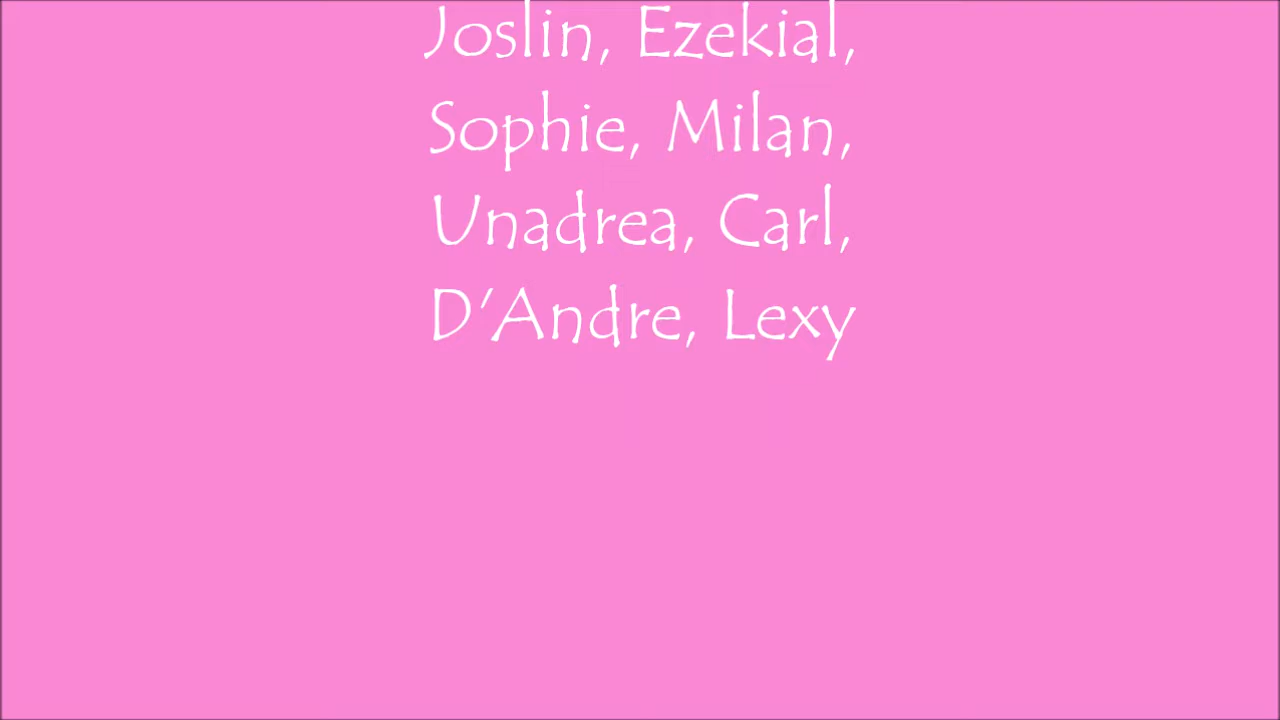 Joslin, Ezekial,
Sophie, Milan,
Unadrea, Carl,
D'Andre, Lexy